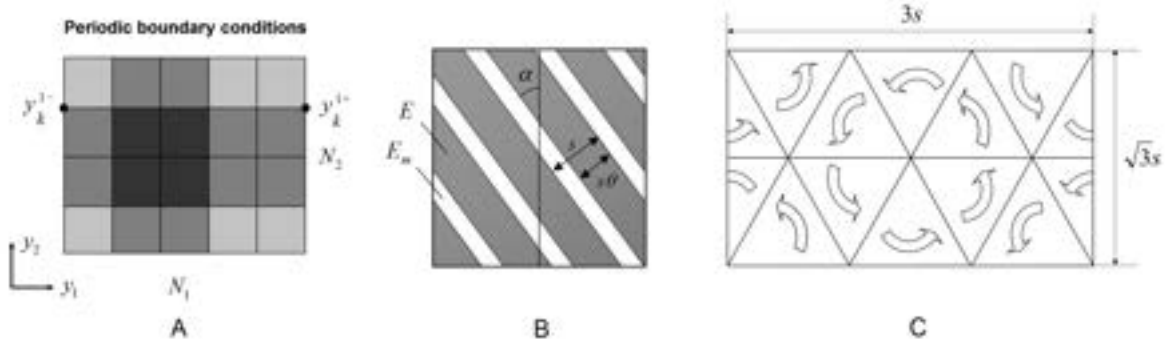 Periodic boundary conditions
y_k^{1-}
y_k^{1+}
N_2
y_2
y_1
N_1
A
α
E
E_m
s
sθ
B
3s
√3s
C